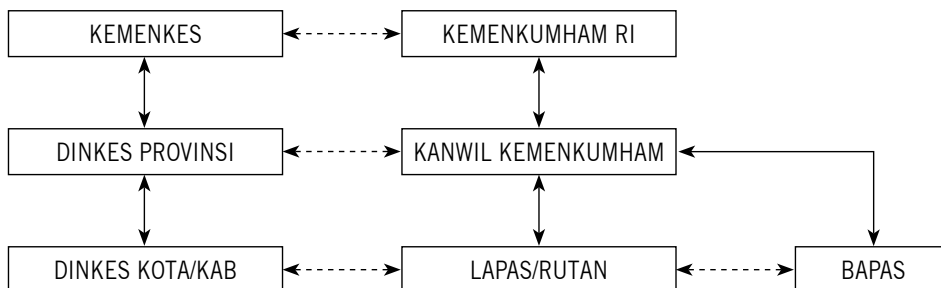 KEMENKES
KEMENKUMHAM RI
DINKES PROVINSI
KANWIL KEMENKUMHAM
DINKES KOTA/KAB
LAPAS/RUTAN
BAPAS